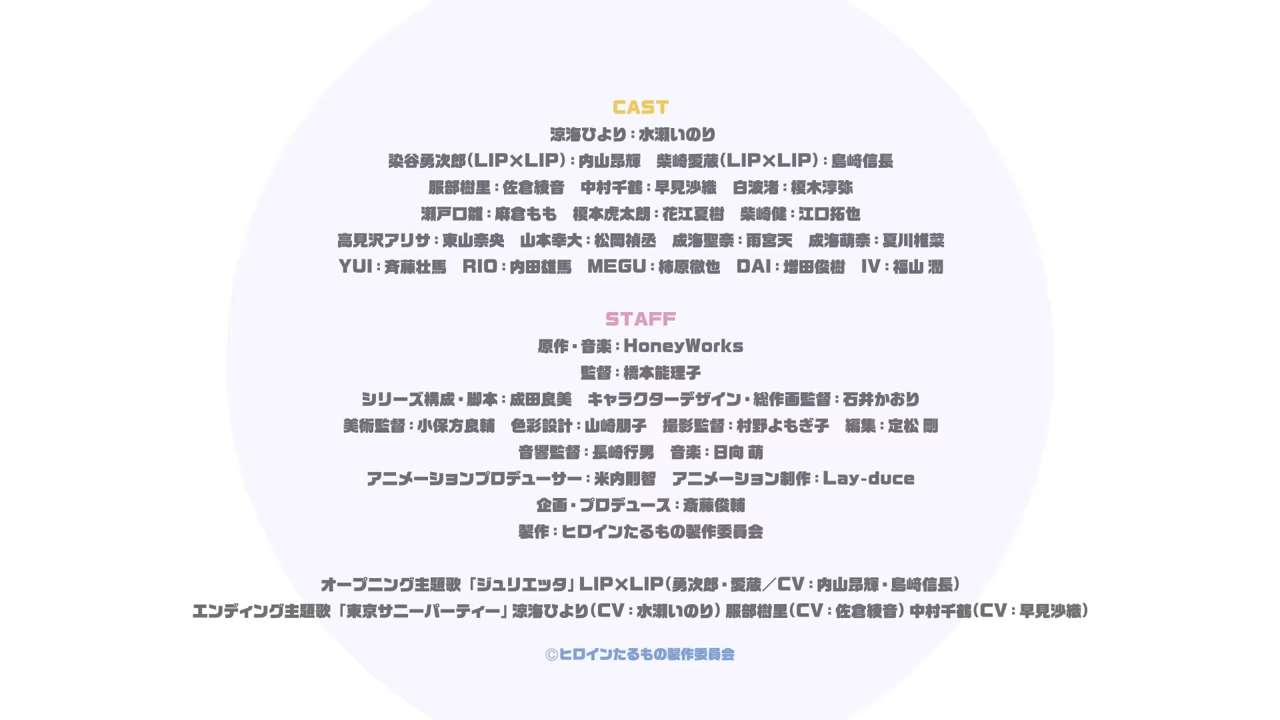 CAST
涼海ひより：水瀬いのり
染谷勇次郎（LIP×LIP）：内山昂輝　柴崎愛蔵（LIP×LIP）：島﨑信長
服部樹里：佐倉綾音　中村千鶴：早見沙織　白波渚：榎木淳弥
瀬戸口雛：麻倉もも　榎本虎太朗：花江夏樹　柴崎健：江口拓也
高見沢アリサ：東山奈央　山本幸大：松岡禎丞　成海聖奈：雨宮天　成海萌奈：夏川椎菜
YUI：斉藤壮馬　RIO：内田雄馬　MEGU：柿原徹也　DAI：増田俊樹　IV：福山 潤
STAFF
原作・音楽：HoneyWorks
監督：橋本能理子
シリーズ構成・脚本：成田良美　キャラクターデザイン・総作画監督：石井かおり
美術監督：小保方良輔　色彩設計：山崎朋子　撮影監督：村野よもぎ子　編集：定松 剛
音響監督：長崎行男　音楽：日向 萌
アニメーションプロデューサー：米内則智　アニメーション制作：Lay-duce
企画・プロデュース：斎藤俊輔
製作：ヒロインたるもの製作委員会
オープニング主題歌「ジュリエッタ」LIP×LIP（勇次郎・愛蔵／CV：内山昂輝・島﨑信長）
エンディング主題歌「東京サニーパーティー」涼海ひより（CV：水瀬いのり）服部樹里（CV：佐倉綾音）中村千鶴（CV：早見沙織）
©ヒロインたるもの製作委員会